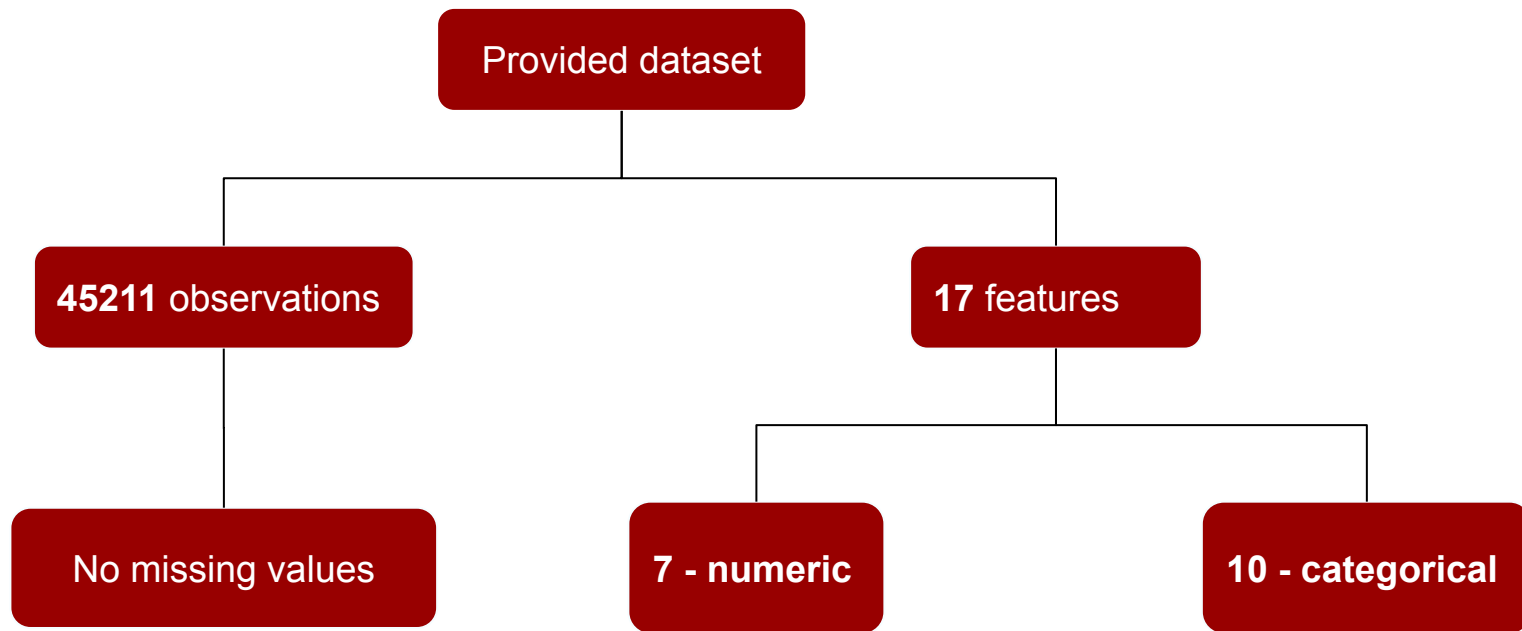 Provided dataset
45211 observations
17 features
No missing values
7 - numeric
10 - categorical